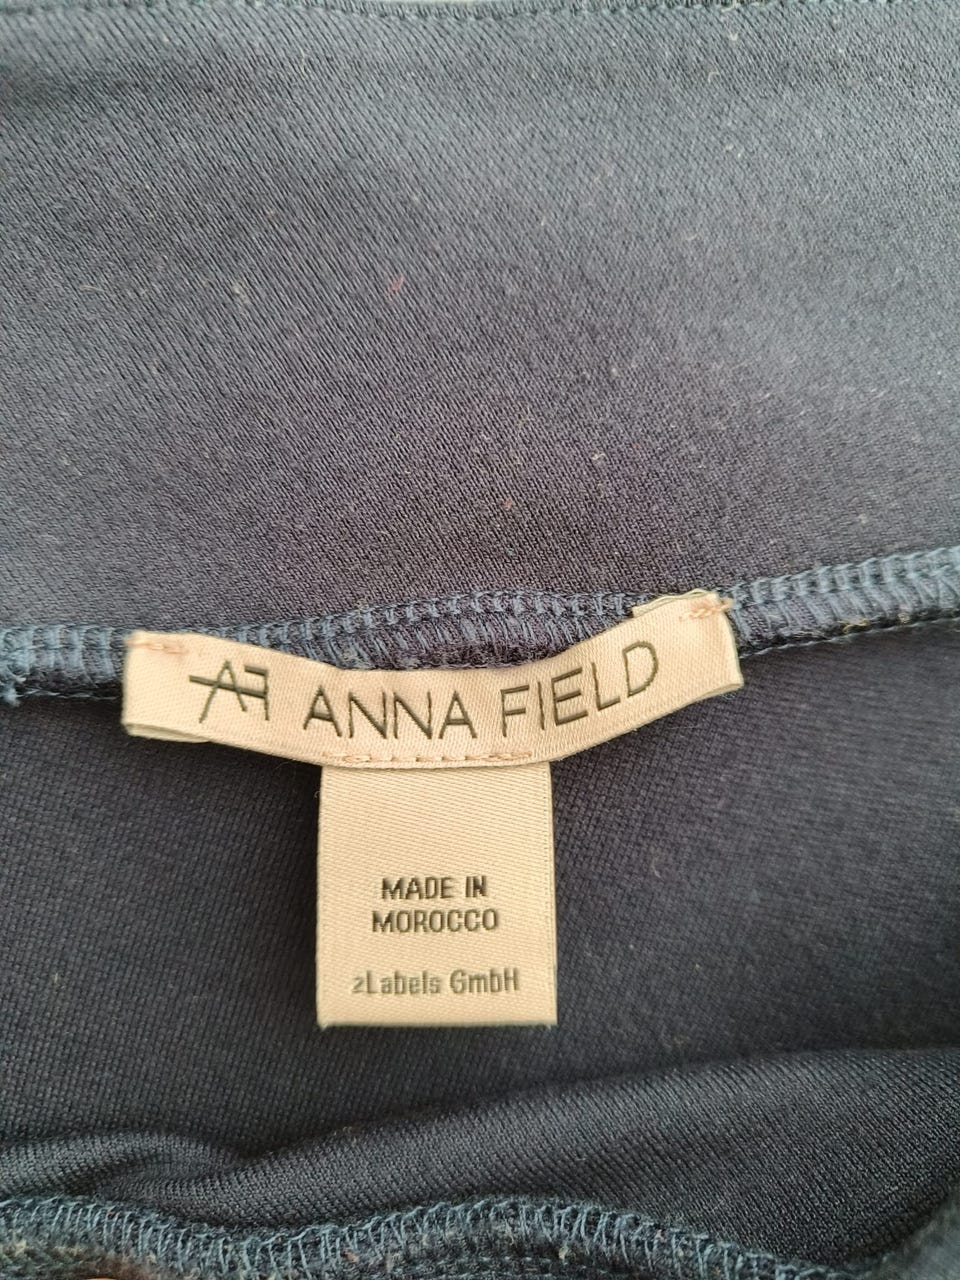 AF ANNA FIELD
MADE IN
MOROCCO
zLabels GmbH